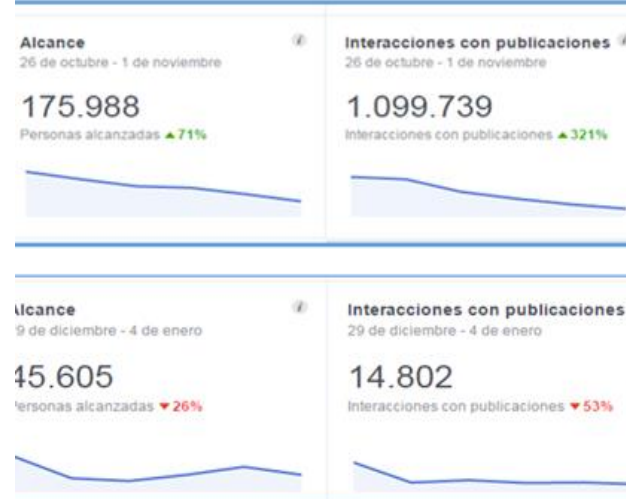 Alcance
26 de octubre - 1 de noviembre
175.988
Personas alcanzadas ▲71%
Interacciones con publicaciones
26 de octubre - 1 de noviembre
1.099.739
Interacciones con publicaciones ▲321%
Alcance
9 de diciembre - 4 de enero
45.605
Personas alcanzadas ▼26%
Interacciones con publicaciones
29 de diciembre - 4 de enero
14.802
Interacciones con publicaciones ▼53%